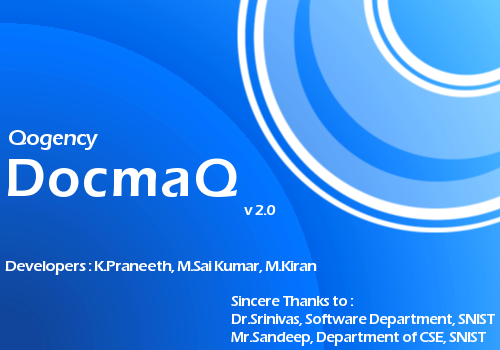 Qogency
DocmaQ
v 2.0
Developers : K.Praneeth, M.Sai Kumar, M.Kiran
Sincere Thanks to :
Dr.Srinivas, Software Department, SNIST
Mr.Sandeep, Department of CSE, SNIST